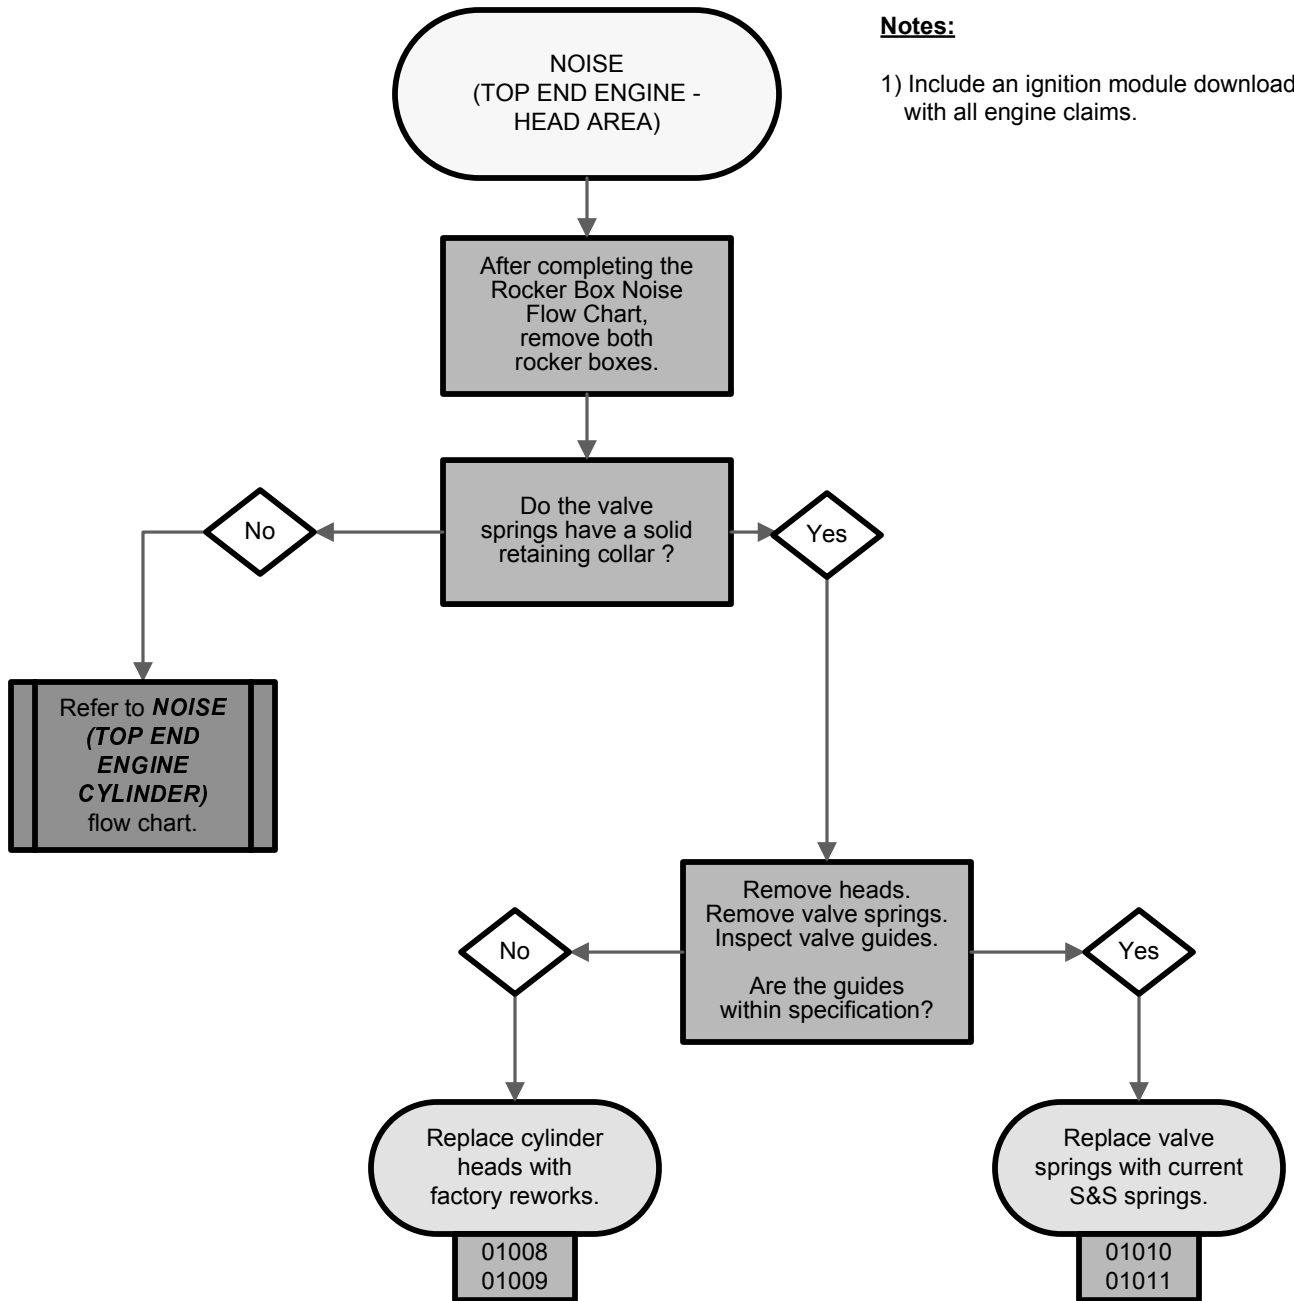 Notes:
1) Include an ignition module download
with all engine claims.
NOISE
(TOP END ENGINE -
HEAD AREA)
After completing the
Rocker Box Noise
Flow Chart,
remove both
rocker boxes.
Do the valve
springs have a solid
retaining collar ?
No
Yes
Refer to NOISE
(TOP END
ENGINE
CYLINDER)
flow chart.
Remove heads.
Remove valve springs.
Inspect valve guides.
Are the guides
within specification?
No
Yes
Replace cylinder
heads with
factory reworks.
01008
01009
Replace valve
springs with current
S&S springs.
01010
01011